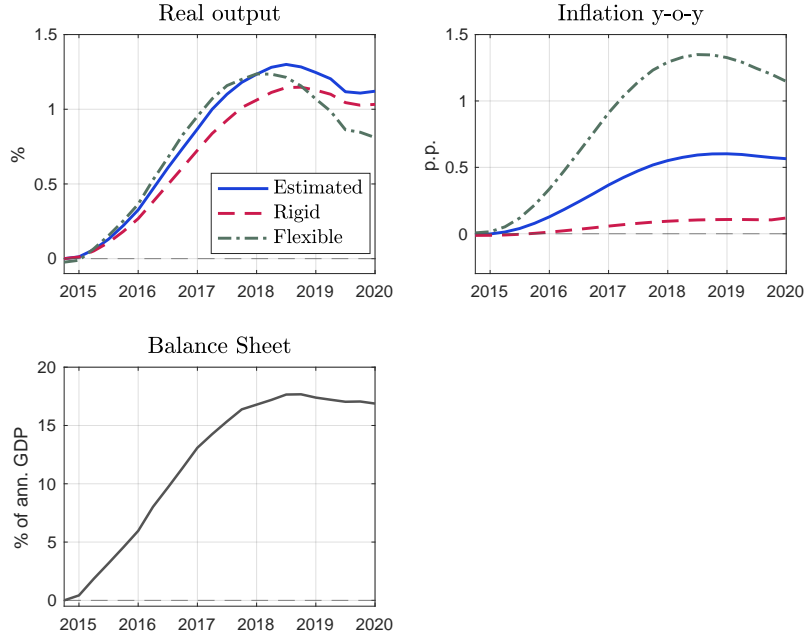 Real output
1.5
1
0.5
0
%
Estimated
Rigid
Flexible
2015 2016 2017 2018 2019 2020
Inflation y-o-y
1.5
1
0.5
0
p.p.
2015 2016 2017 2018 2019 2020
Balance Sheet
20
15
10
5
0
% of ann. GDP
2015 2016 2017 2018 2019 2020